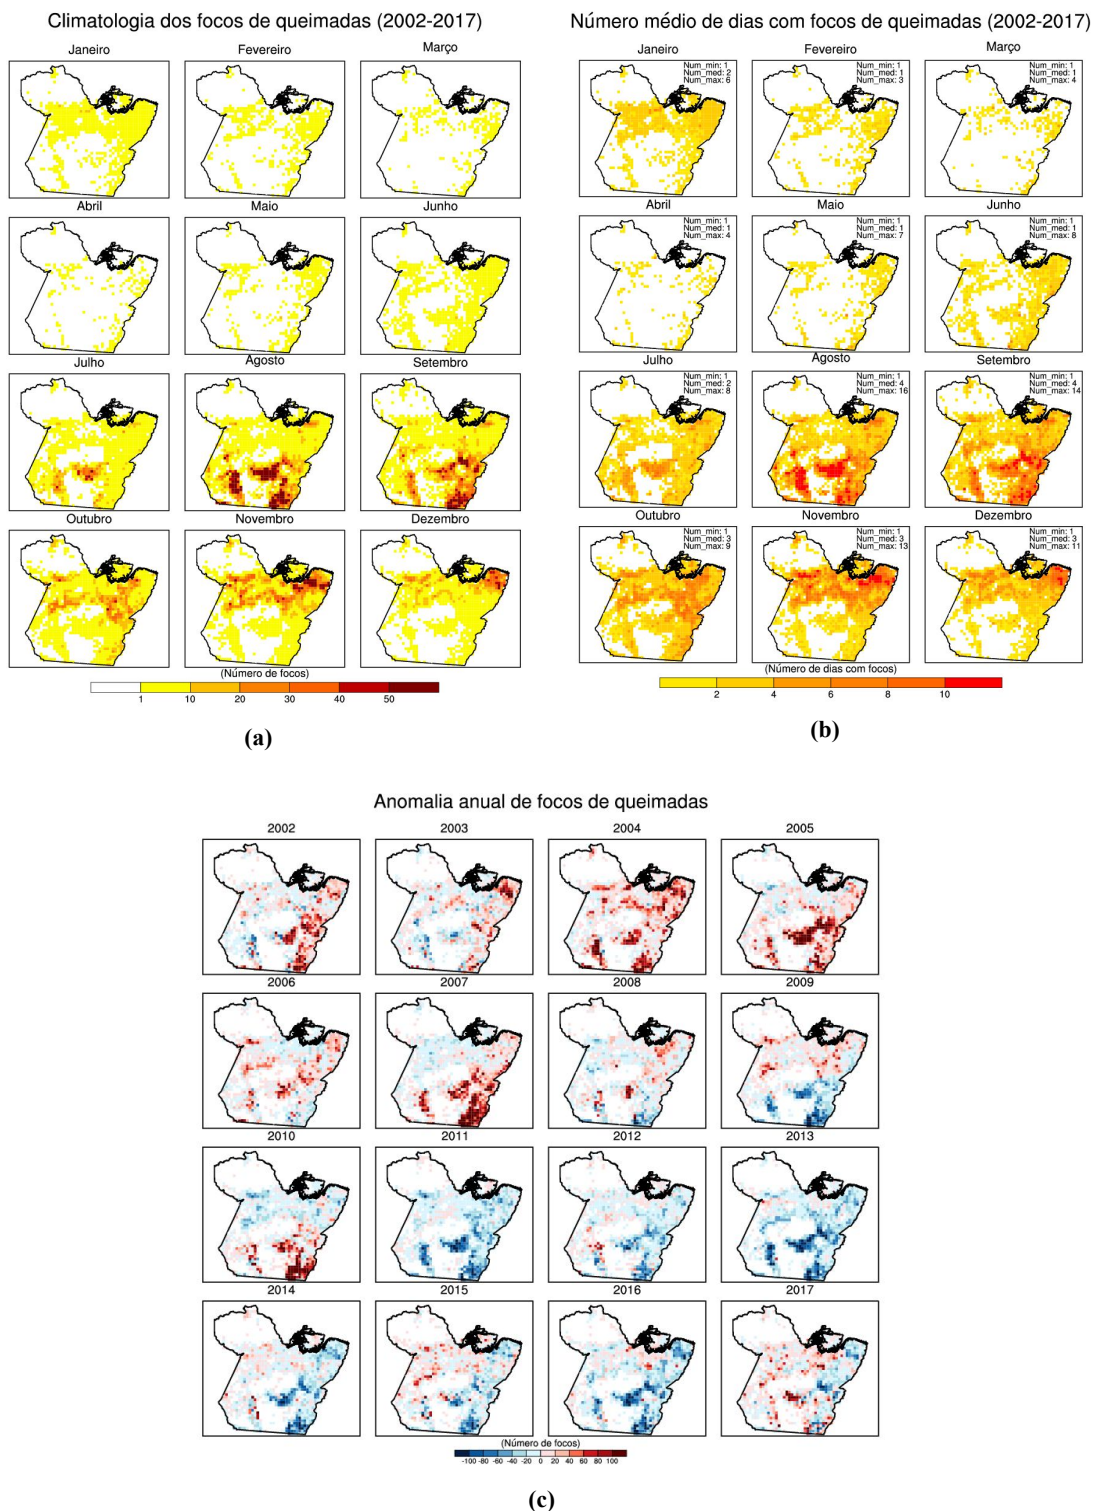 Climatologia dos focos de queimadas (2002-2017)
Janeiro
Fevereiro
Março
Abril
Maio
Junho
Julho
Agosto
Setembro
Outubro
Novembro
Dezembro
(Número de focos)
1 10 20 30 40 50
(a)
Número médio de dias com focos de queimadas (2002-2017)
Janeiro
Num_min: 1
Num_med: 2
Num_max: 6
Fevereiro
Num_min: 1
Num_med: 1
Num_max: 3
Março
Num_min: 1
Num_med: 1
Num_max: 4
Abril
Num_min: 1
Num_med: 1
Num_max: 4
Maio
Num_min: 1
Num_med: 1
Num_max: 7
Junho
Num_min: 1
Num_med: 1
Num_max: 8
Julho
Num_min: 1
Num_med: 2
Num_max: 8
Agosto
Num_min: 1
Num_med: 4
Num_max: 16
Setembro
Num_min: 1
Num_med: 4
Num_max: 14
Outubro
Num_min: 1
Num_med: 3
Num_max: 9
Novembro
Num_min: 1
Num_med: 3
Num_max: 13
Dezembro
Num_min: 1
Num_med: 3
Num_max: 11
(Número de dias com focos)
2 4 6 8 10
(b)
Anomalia anual de focos de queimadas
2002
2003
2004
2005
2006
2007
2008
2009
2010
2011
2012
2013
2014
2015
2016
2017
(Número de focos)
-100 -80 -60 -40 -20 0 20 40 60 80 100
(c)